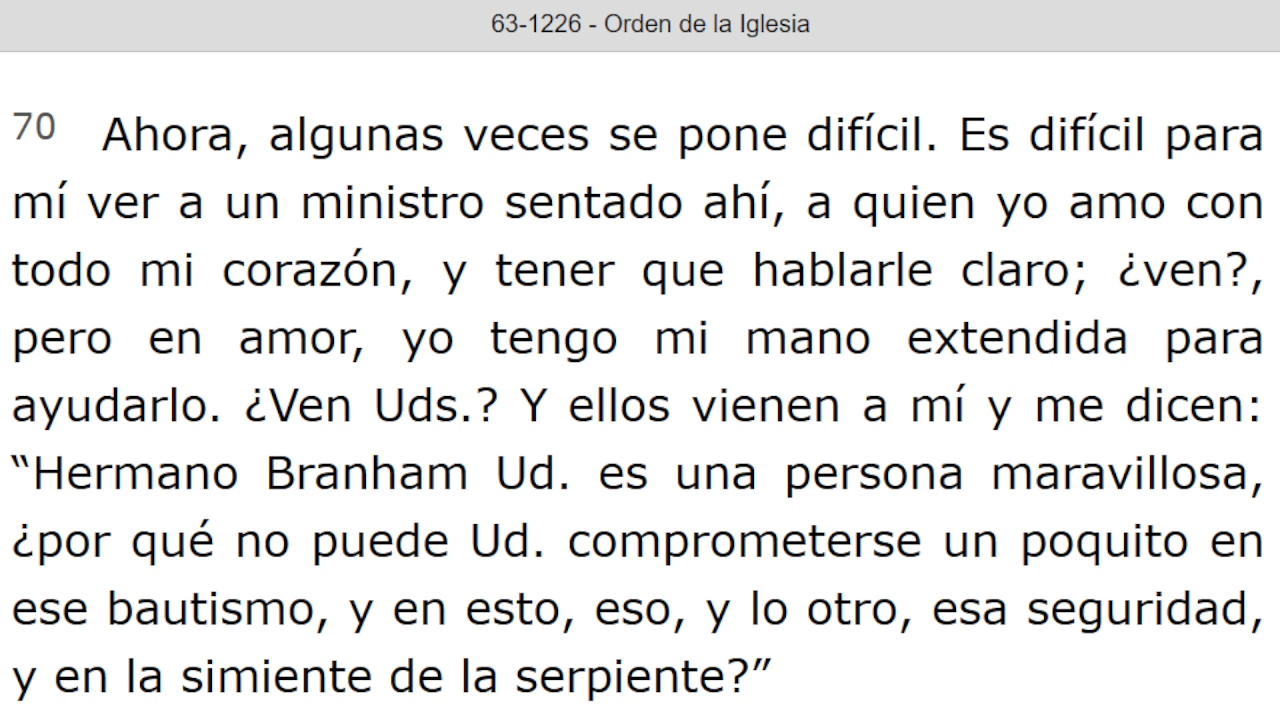 63-1226 - Orden de la Iglesia
70 Ahora, algunas veces se pone difícil. Es difícil para
mí ver a un ministro sentado ahí, a quien yo amo con
todo mi corazón, y tener que hablarle claro; ¿ven?,
pero en amor, yo tengo mi mano extendida para
ayudarlo. ¿Ven Uds.? Y ellos vienen a mí y me dicen:
“Hermano Branham Ud. es una persona maravillosa,
¿por qué no puede Ud. comprometerse un poquito en
ese bautismo, y en esto, eso, y lo otro, esa seguridad,
y en la simiente de la serpiente?”